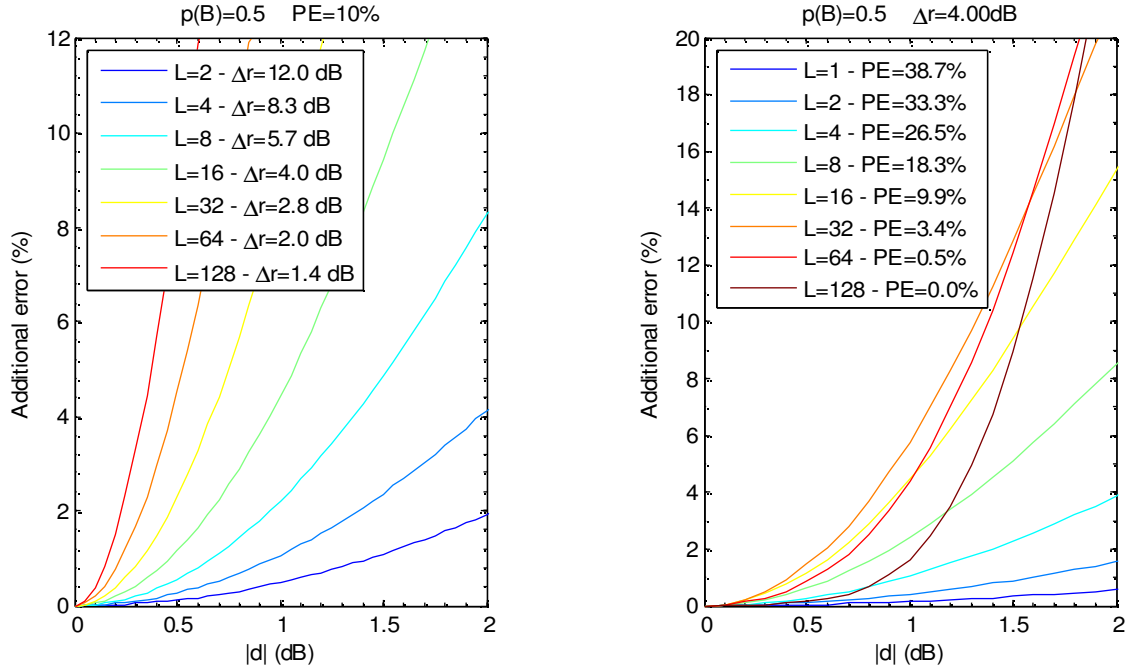 p(B)=0.5 PE=10%
12
10
8
6
4
2
0
Additional error (%)
L=2 - Δr=12.0 dB
L=4 - Δr=8.3 dB
L=8 - Δr=5.7 dB
L=16 - Δr=4.0 dB
L=32 - Δr=2.8 dB
L=64 - Δr=2.0 dB
L=128 - Δr=1.4 dB
0 0.5 1 1.5 2
|d| (dB)
p(B)=0.5 Δr=4.00dB
20
18
16
14
12
10
8
6
4
2
0
Additional error (%)
L=1 - PE=38.7%
L=2 - PE=33.3%
L=4 - PE=26.5%
L=8 - PE=18.3%
L=16 - PE=9.9%
L=32 - PE=3.4%
L=64 - PE=0.5%
L=128 - PE=0.0%
0 0.5 1 1.5 2
|d| (dB)